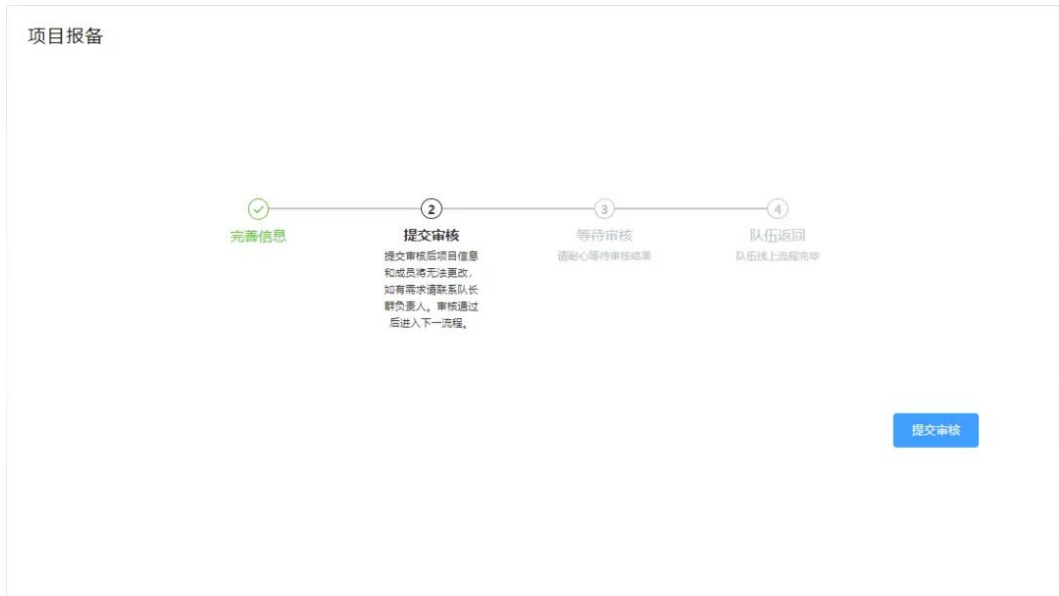 项目报备
2
3
4
完善信息
提交审核
等待审核
队伍返回
提交审核后项目信息
和成员将无法更改,
如有需求请联系队长
群负责人。审核通过
后进入下一流程。
请耐心等待审核结果
队伍线上流程完毕
提交审核